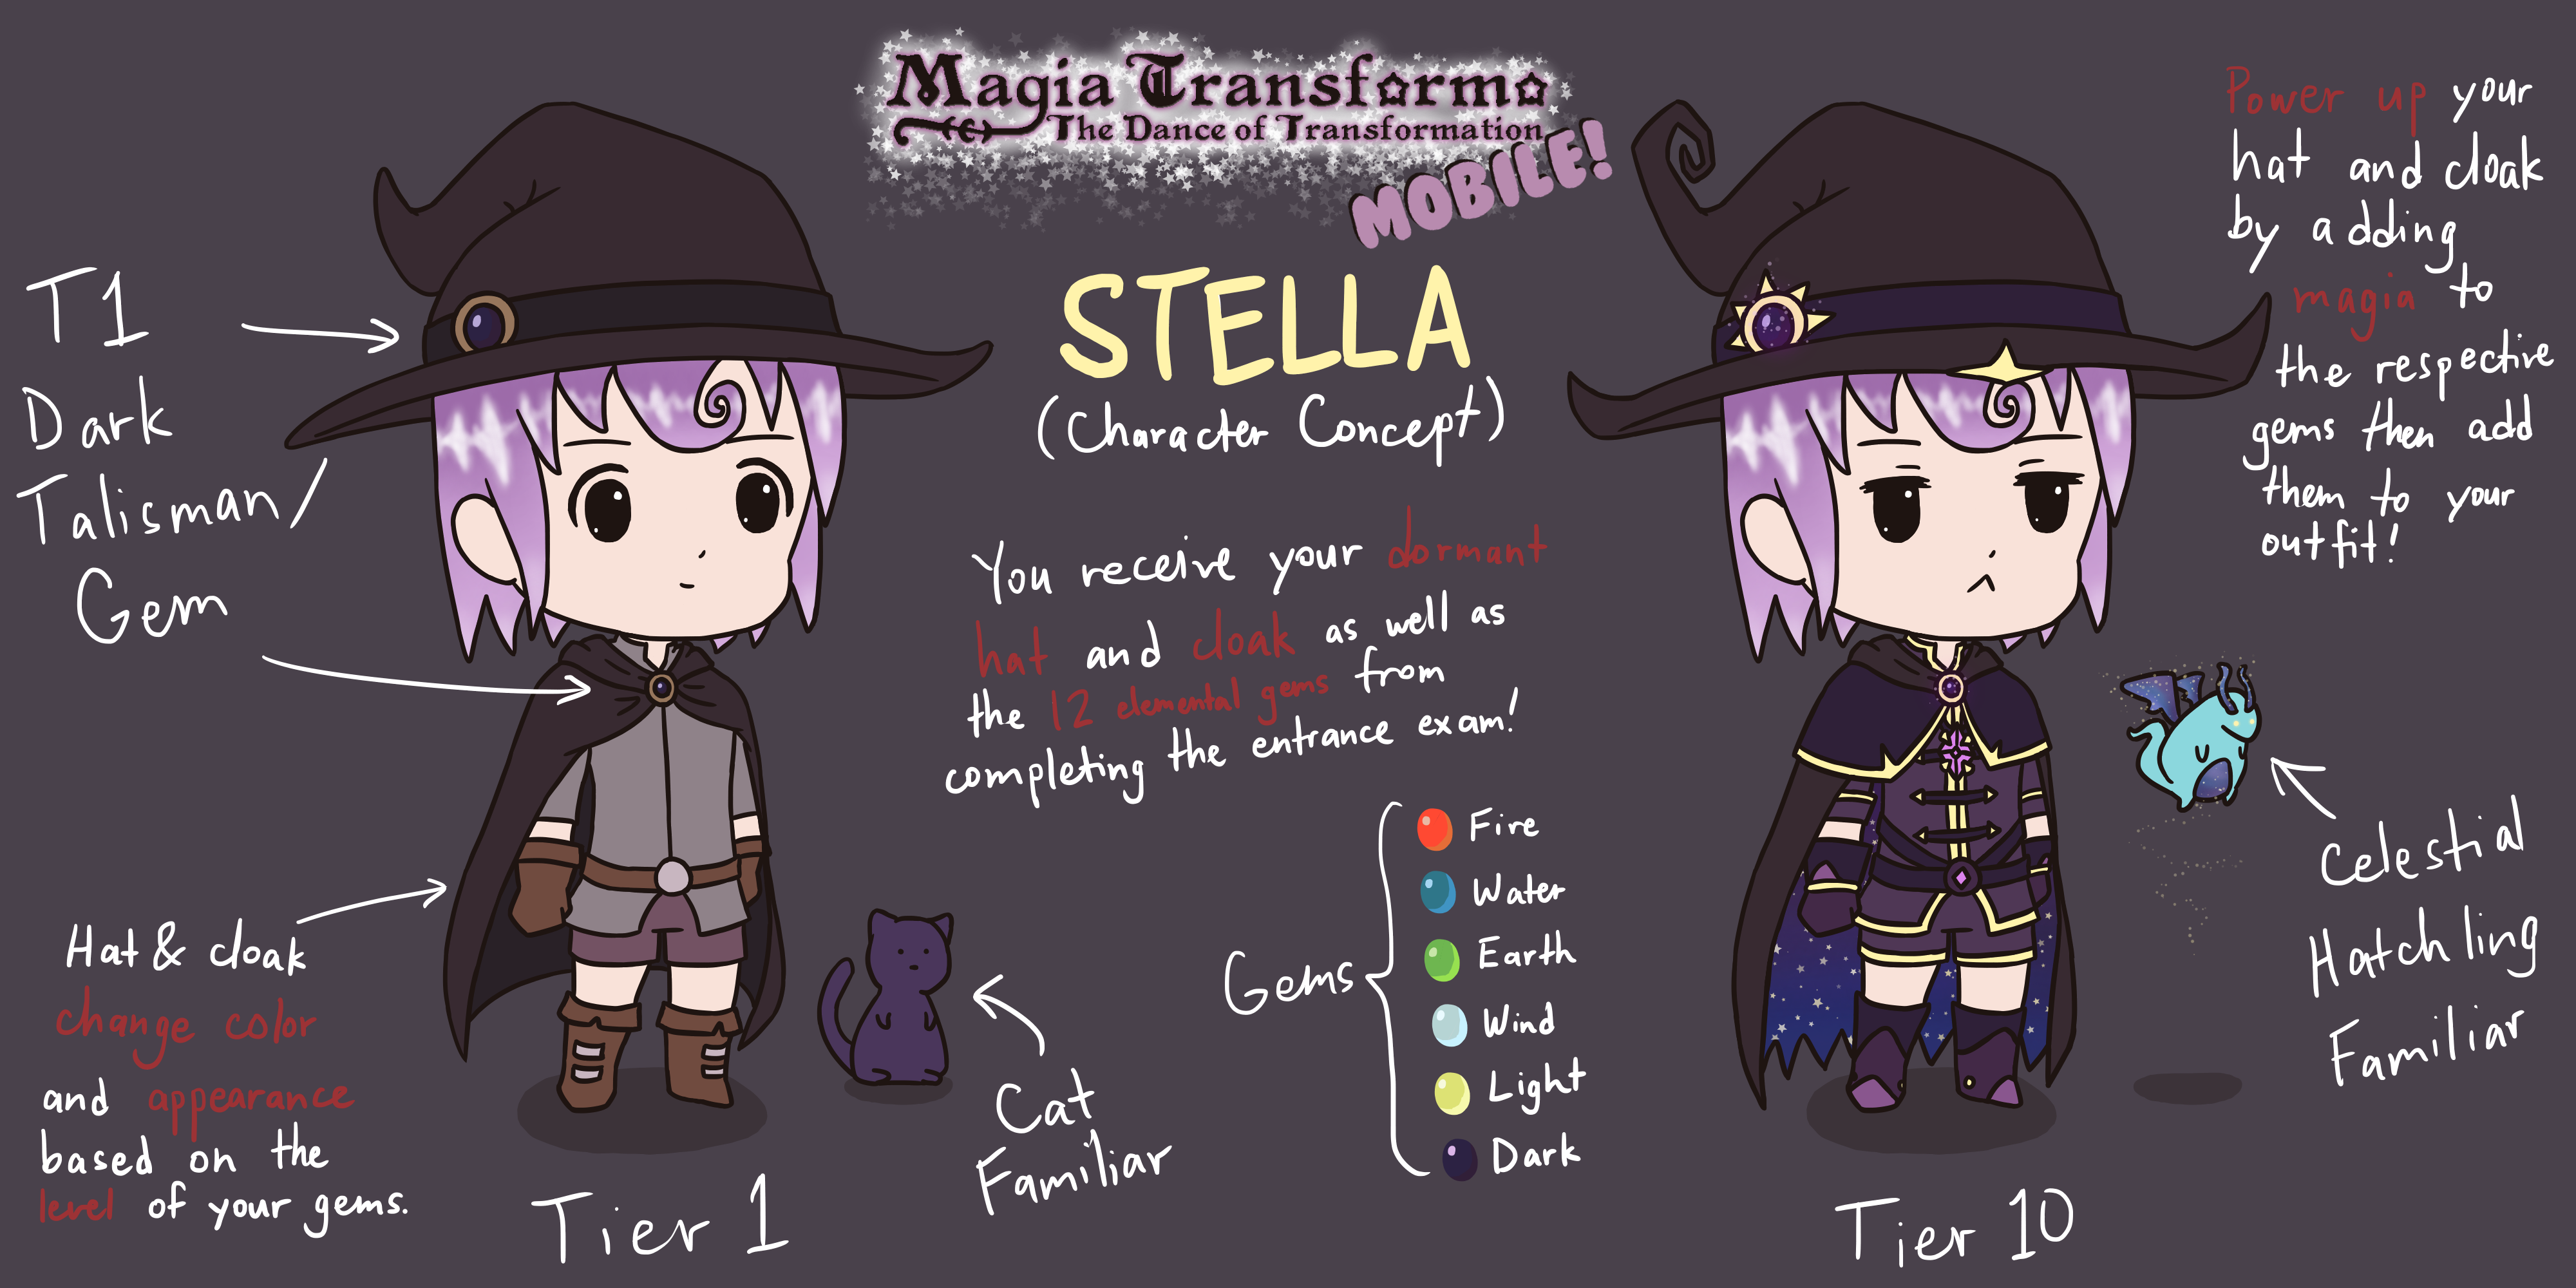 Magia Transformo
The Dance of Transformation
MOBILE!
STELLA
(Character Concept)
T1
Dark
Talisman/
Gem
Hat & cloak
change color
and appearance
based on the
level of your gems.
Tier 1
Cat
Familiar
You receive your dormant
hat and cloak as well as
the 12 elemental gems from
completing the entrance exam!
Gems
Fire
Water
Earth
Wind
Light
Dark
Power up your
hat and cloak
by adding
magia to
the respective
gems then add
them to your
outfit!
Celestial
Hatchling
Familiar
Tier 10